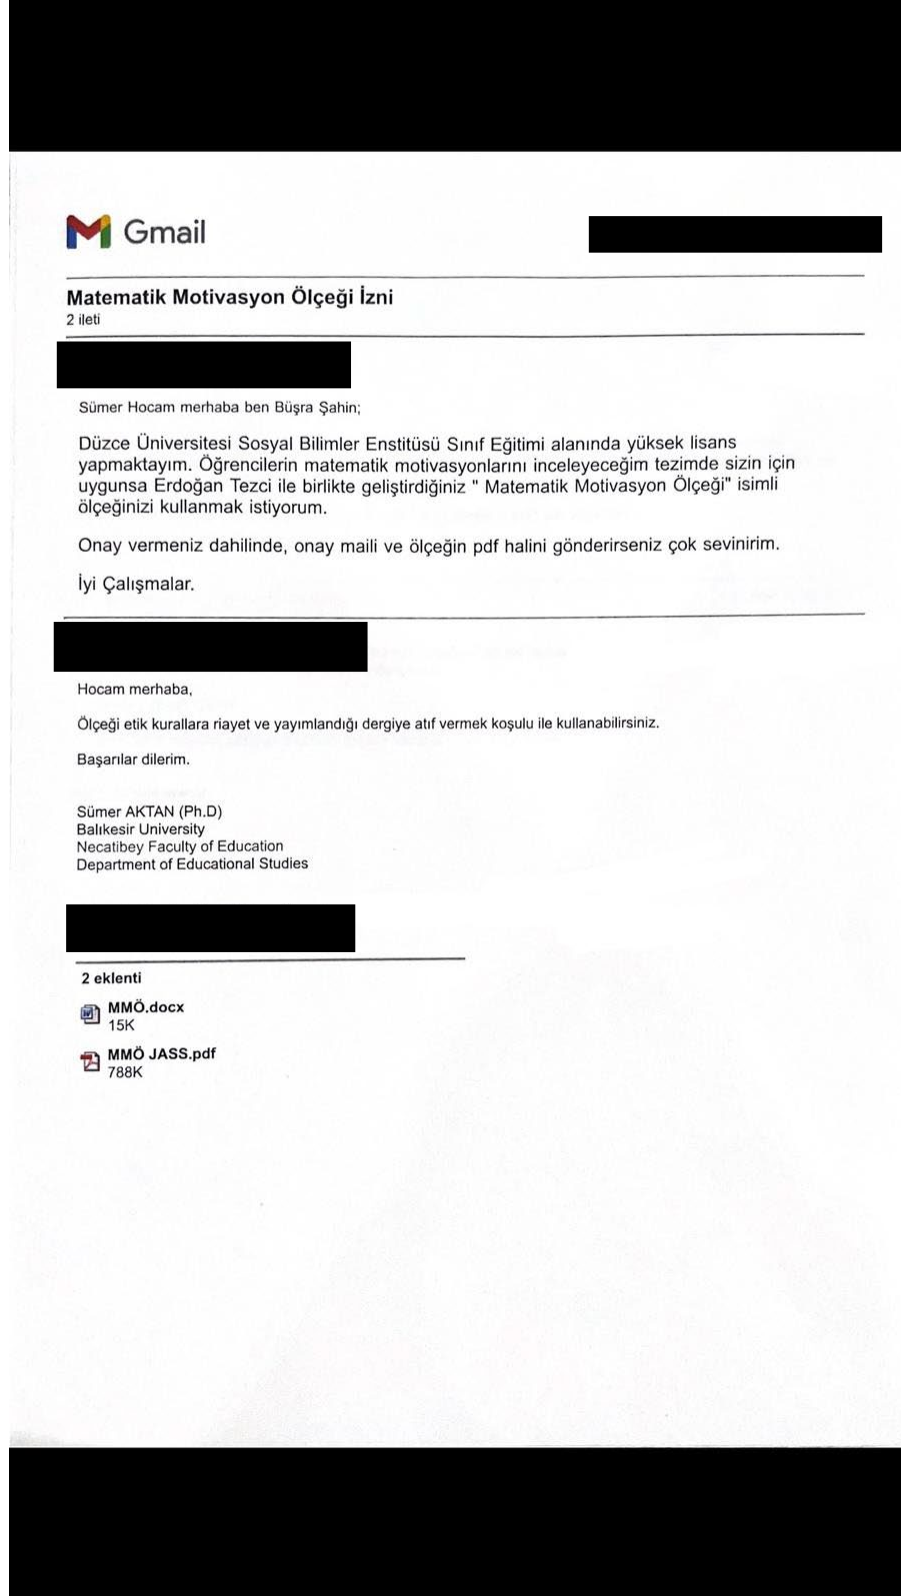 Gmail
Matematik Motivasyon Ölçeği İzni
2 ileti
Sümer Hocam merhaba ben Büşra Şahin;
Düzce Üniversitesi Sosyal Bilimler Enstitüsü Sınıf Eğitimi alanında yüksek lisans
yapmaktayım. Öğrencilerin matematik motivasyonlarını inceleyeceğim tezimde sizin için
uygunsa Erdoğan Tezci ile birlikte geliştirdiğiniz " Matematik Motivasyon Ölçeği" isimli
ölçeğinizi kullanmak istiyorum.
Onay vermeniz dahilinde, onay maili ve ölçeğin pdf halini gönderirseniz çok sevinirim.
İyi Çalışmalar.
Hocam merhaba,
Ölçeği etik kurallara riayet ve yayımlandığı dergiye atıf vermek koşulu ile kullanabilirsiniz.
Başarılar dilerim.
Sümer AKTAN (Ph.D)
Balıkesir University
Necatibey Faculty of Education
Department of Educational Studies
2 eklenti
MMÖ.docx
15K
MMÖ JASS.pdf
788K